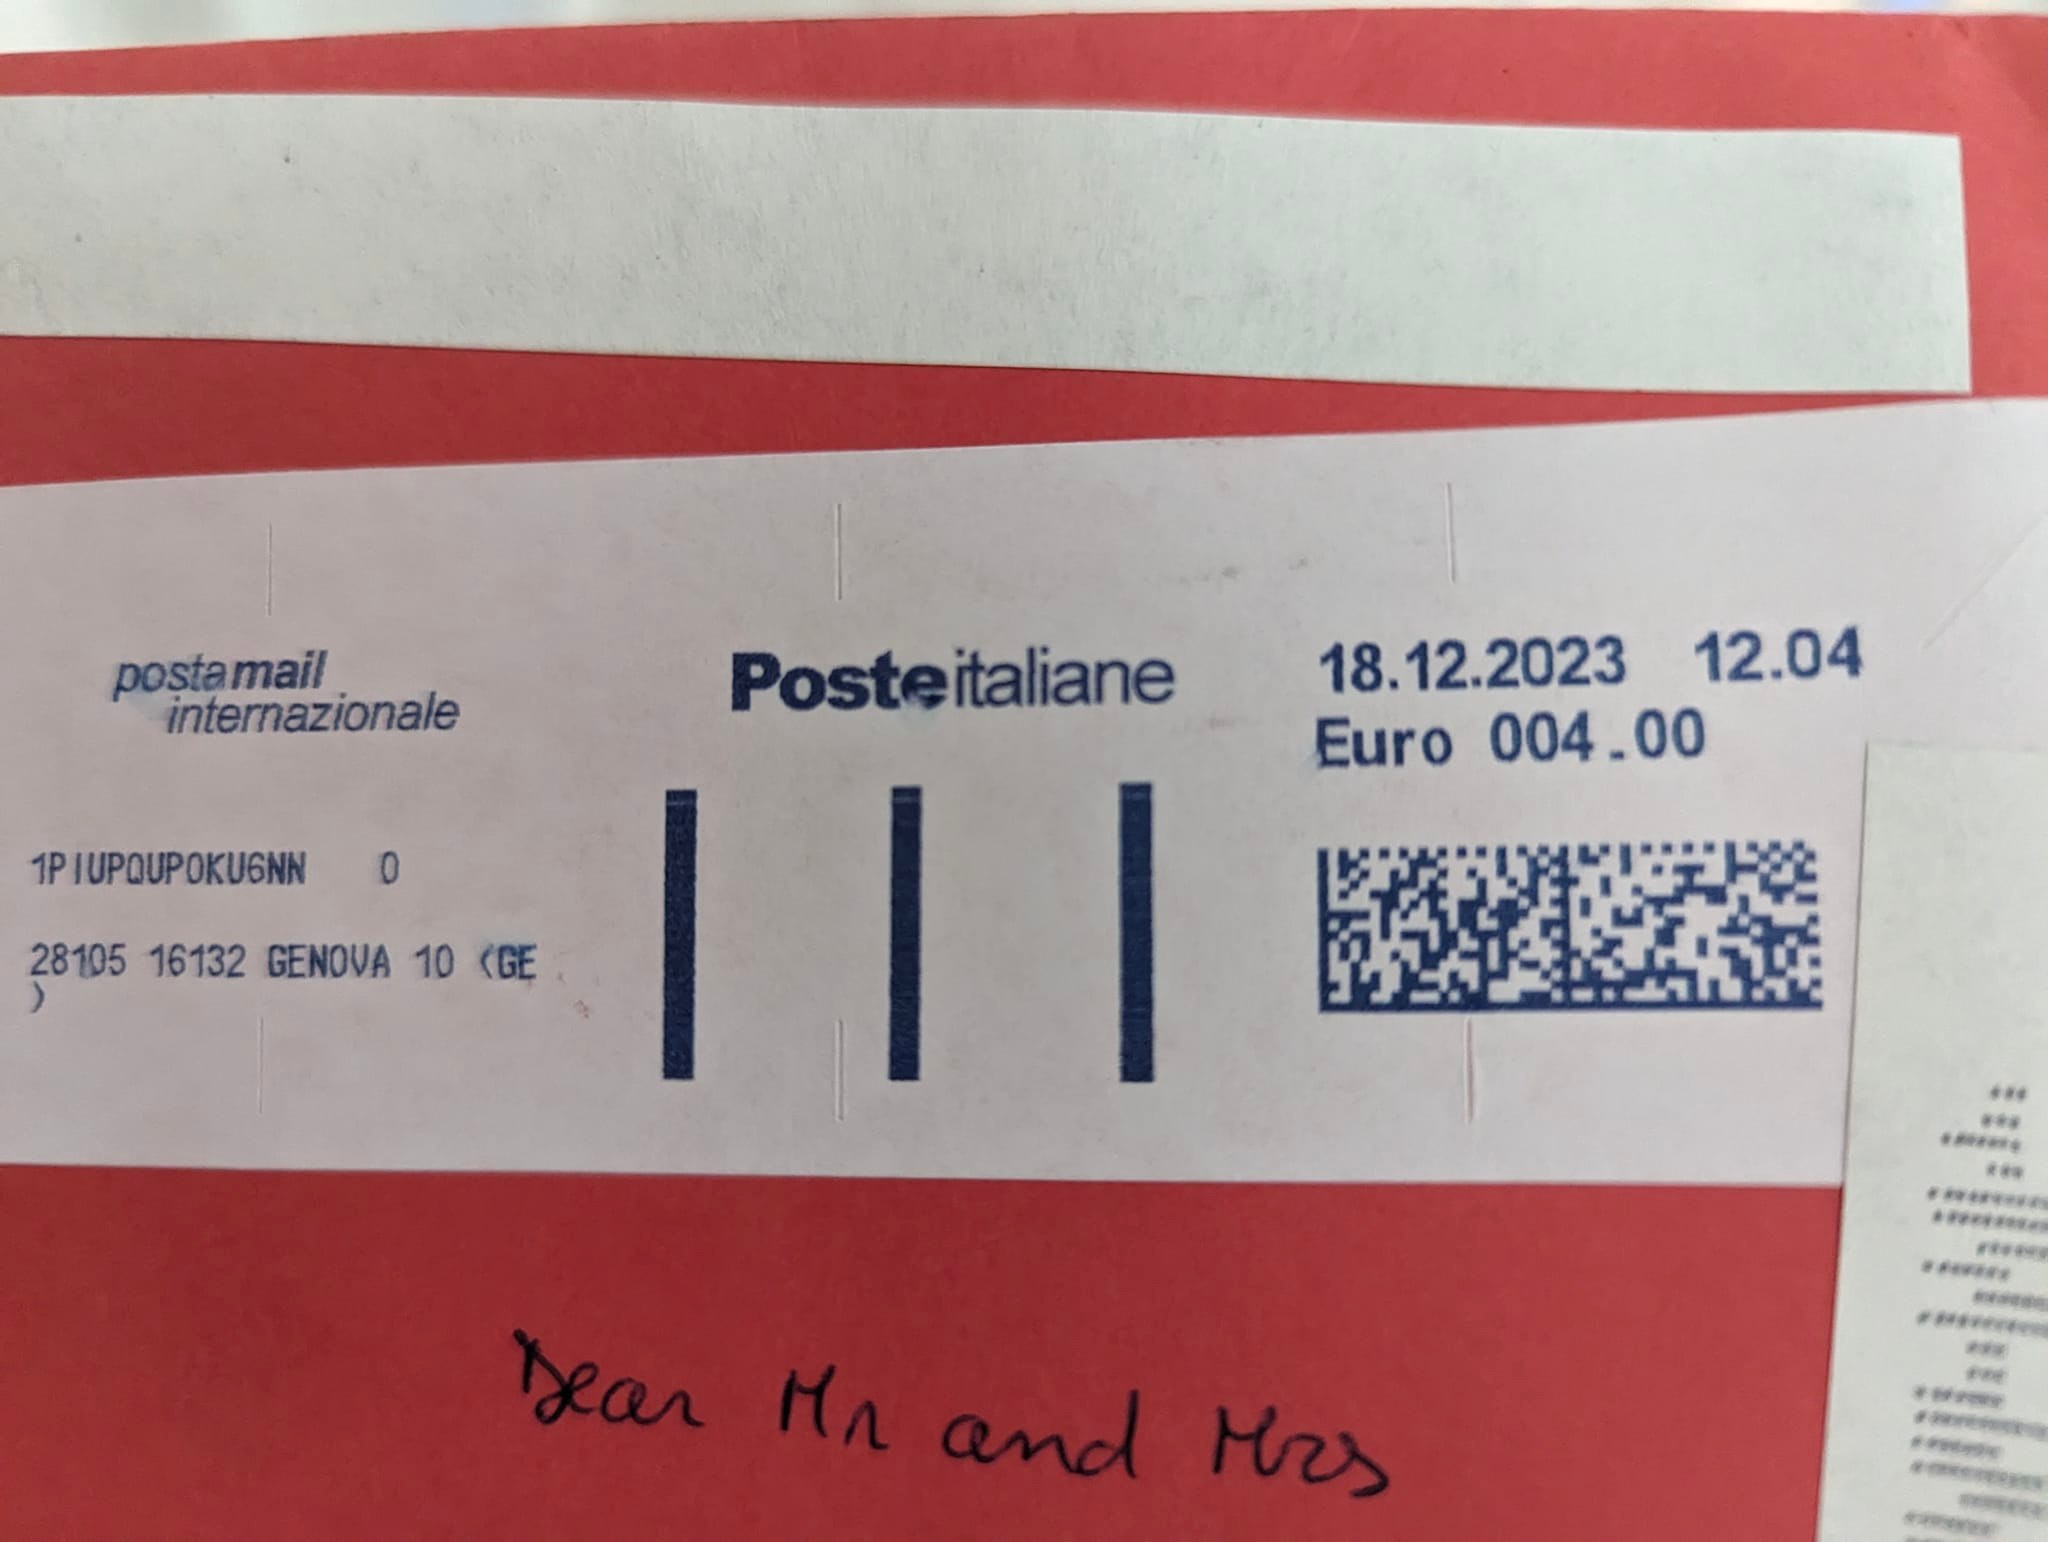 postamail
internazionale
Posteitaliane
18.12.2023 12.04
Euro 004.00
1PIUPQUP0KU6NN 0
28105 16132 GENOVA 10 (GE
)
Dear Mr and Mrs